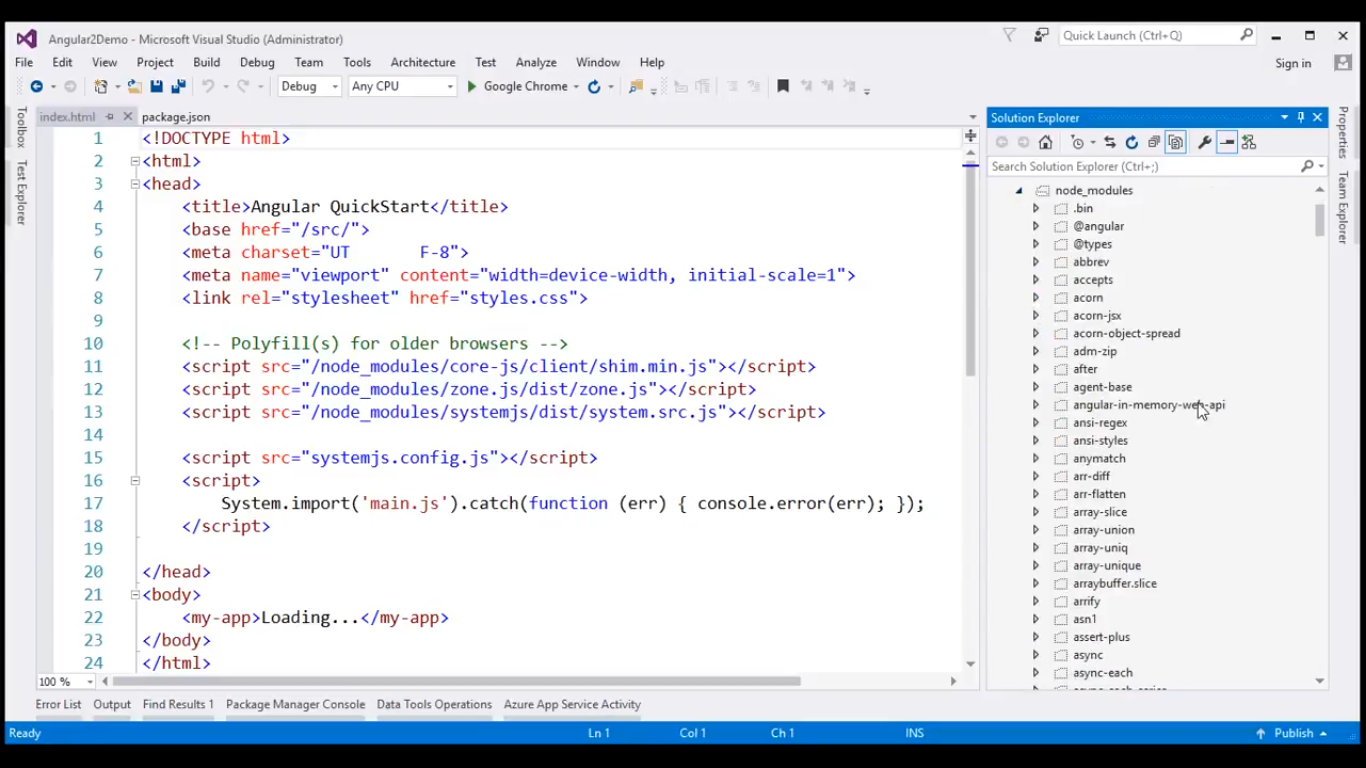 Angular2Demo - Microsoft Visual Studio (Administrator)
Quick Launch (Ctrl+Q)
File Edit View Project Build Debug Team Tools Architecture Test Analyze Window Help
Sign in
Debug Any CPU Google Chrome
Toolbox
Test Explorer
index.html package.json
1 <!DOCTYPE html>
2 <html>
3 <head>
4 <title>Angular QuickStart</title>
5 <base href="/src/">
6 <meta charset="UT F-8">
7 <meta name="viewport" content="width=device-width, initial-scale=1">
8 <link rel="stylesheet" href="styles.css">
9
10 <!-- Polyfill(s) for older browsers -->
11 <script src="/node_modules/core-js/client/shim.min.js"></script>
12 <script src="/node_modules/zone.js/dist/zone.js"></script>
13 <script src="/node_modules/systemjs/dist/system.src.js"></script>
14
15 <script src="systemjs.config.js"></script>
16 <script>
17 System.import('main.js').catch(function (err) { console.error(err); });
18 </script>
19
20 </head>
21 <body>
22 <my-app>Loading...</my-app>
23 </body>
24 </html>
100 %
Solution Explorer
Search Solution Explorer (Ctrl+;)
node_modules
.bin
@angular
@types
abbrev
accepts
acorn
acorn-jsx
acorn-object-spread
adm-zip
after
agent-base
angular-in-memory-web-api
ansi-regex
ansi-styles
anymatch
arr-diff
arr-flatten
array-slice
array-union
array-uniq
array-unique
arraybuffer.slice
arrify
asn1
assert-plus
async
async-each
async-each-series
Properties
Team Explorer
Error List Output Find Results 1 Package Manager Console Data Tools Operations Azure App Service Activity
Ready Ln 1 Col 1 Ch 1 INS Publish